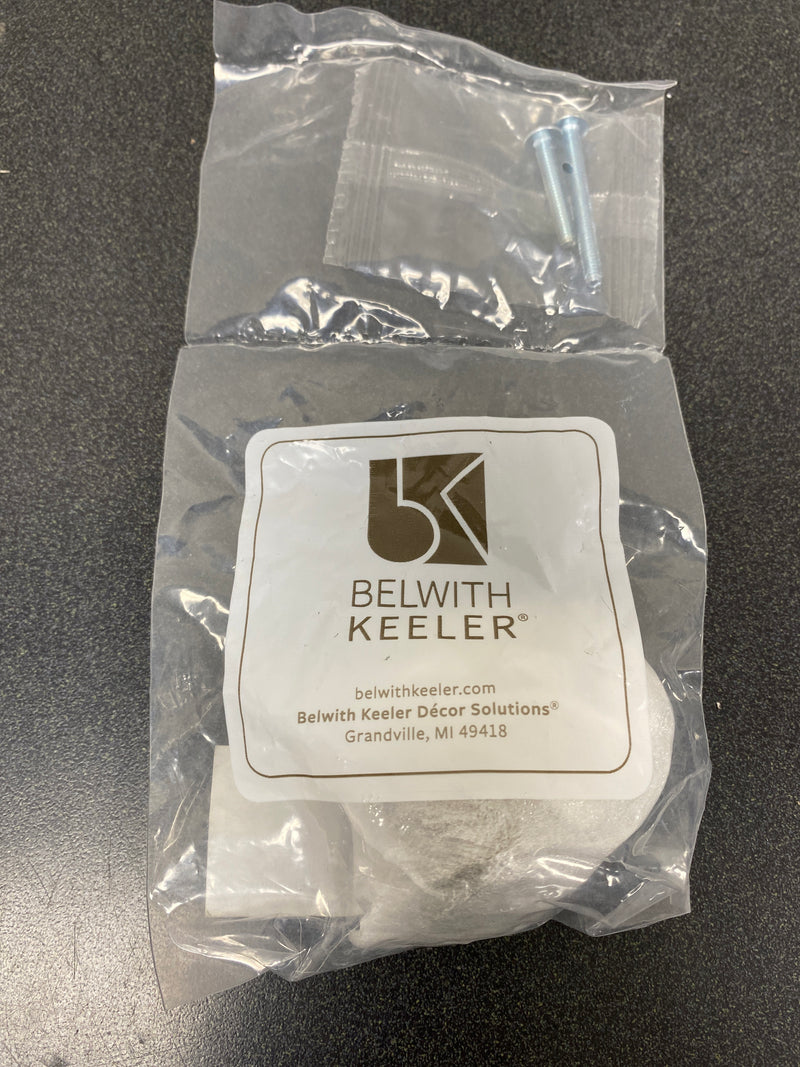 BELWITH
KEELER®
belwithkeeler.com
Belwith Keeler Décor Solutions®
Grandville, MI 49418